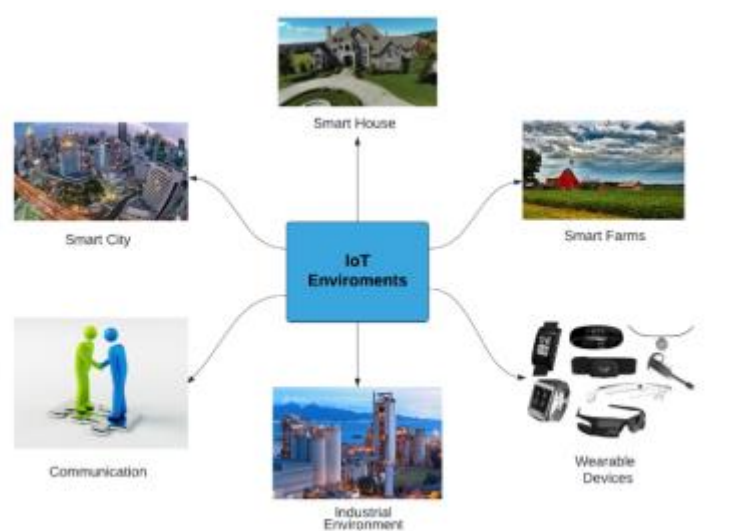 Smart House
Smart City
Smart Farms
IoT
Enviroments
Communication
Wearable
Devices
Industrial
Environment